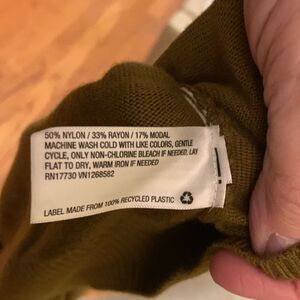 50% NYLON / 33% RAYON / 17% MODAL
MACHINE WASH COLD WITH LIKE COLORS, GENTLE
CYCLE, ONLY NON-CHLORINE BLEACH IF NEEDED, LAY
FLAT TO DRY, WARM IRON IF NEEDED
RN17730 VN1268582
LABEL MADE FROM 100% RECYCLED PLASTIC